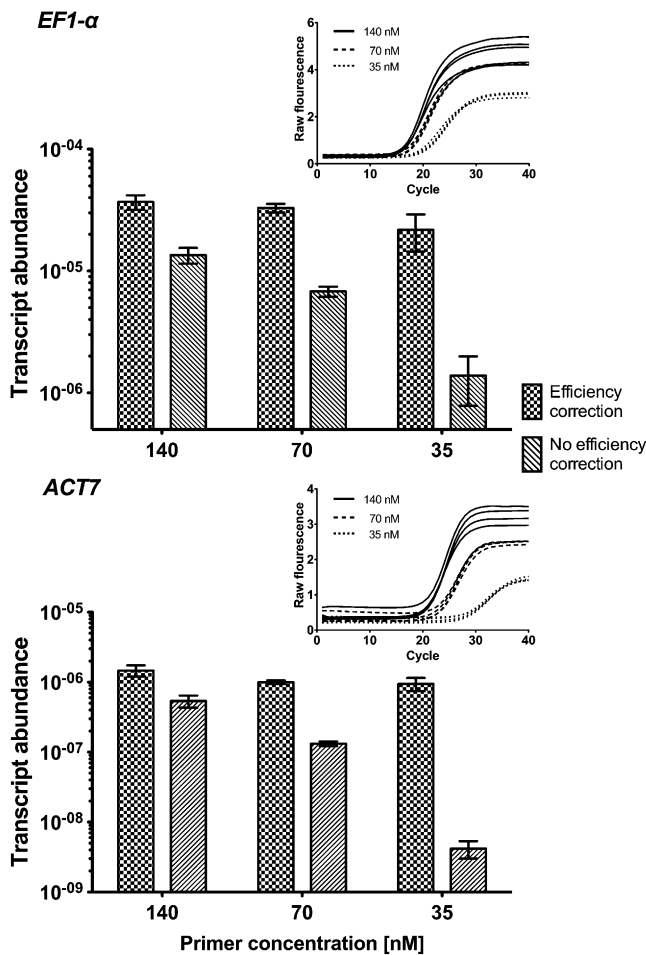 EF1-α
140 nM
70 nM
35 nM
Raw flourescence
6
4
2
0
0 10 20 30 40
Cycle
Transcript abundance
10-04
10-05
10-06
140 70 35
Efficiency
correction
No efficiency
correction
ACT7
140 nM
70 nM
35 nM
Raw flourescence
4
3
2
1
0
0 10 20 30 40
Cycle
Transcript abundance
10-05
10-06
10-07
10-08
10-09
140 70 35
Primer concentration [nM]